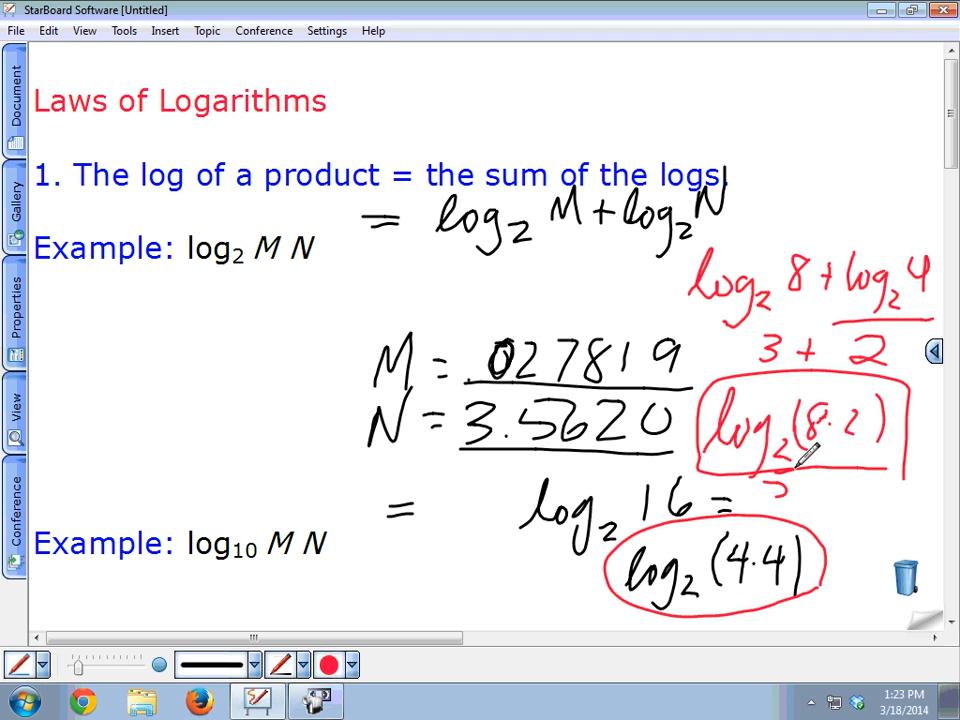 StarBoard Software [Untitled]
File Edit View Tools Insert Topic Conference Settings Help
Document
Gallery
Properties
View
Conference
Laws of Logarithms
1. The log of a product = the sum of the logs.
= log₂ M + log₂ N
Example: log₂ M N
log₂ 8 + log₂ 4
3 + 2
M = .027819
N = 3.5620
log₂(8·2)
= log₂ 16 =
log₂(4·4)
Example: log₁₀ M N
1:23 PM
3/18/2014